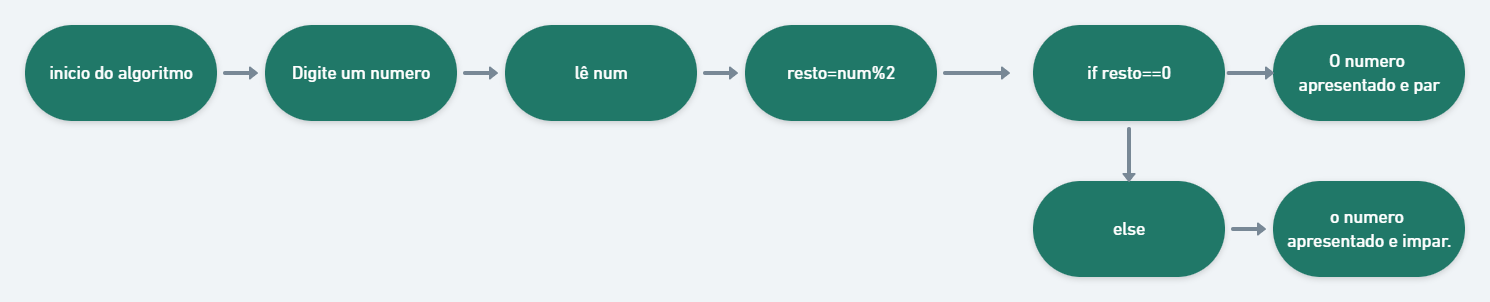 inicio do algoritmo
Digite um numero
lê num
resto=num%2
if resto==0
O numero
apresentado e par
else
o numero
apresentado e impar.